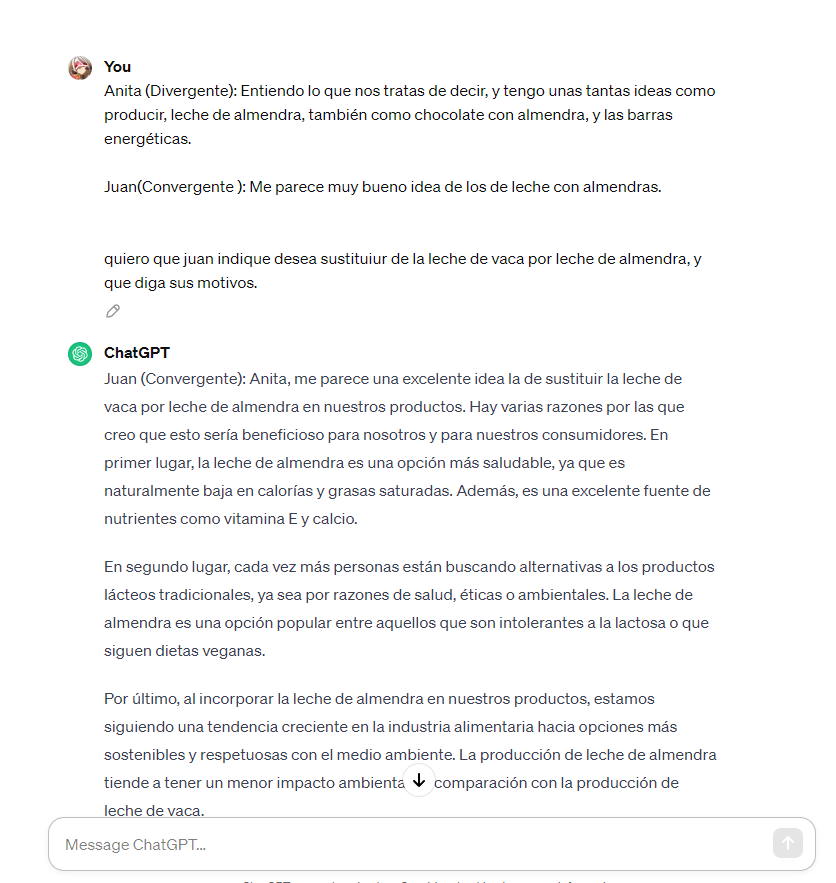 You
Anita (Divergente): Entiendo lo que nos tratas de decir, y tengo unas tantas ideas como
producir, leche de almendra, también como chocolate con almendra, y las barras
energéticas.
Juan(Convergente ): Me parece muy bueno idea de los de leche con almendras.
quiero que juan indique desea sustituiur de la leche de vaca por leche de almendra, y
que diga sus motivos.
ChatGPT
Juan (Convergente): Anita, me parece una excelente idea la de sustituir la leche de
vaca por leche de almendra en nuestros productos. Hay varias razones por las que
creo que esto sería beneficioso para nosotros y para nuestros consumidores. En
primer lugar, la leche de almendra es una opción más saludable, ya que es
naturalmente baja en calorías y grasas saturadas. Además, es una excelente fuente de
nutrientes como vitamina E y calcio.
En segundo lugar, cada vez más personas están buscando alternativas a los productos
lácteos tradicionales, ya sea por razones de salud, éticas o ambientales. La leche de
almendra es una opción popular entre aquellos que son intolerantes a la lactosa o que
siguen dietas veganas.
Por último, al incorporar la leche de almendra en nuestros productos, estamos
siguiendo una tendencia creciente en la industria alimentaria hacia opciones más
sostenibles y respetuosas con el medio ambiente. La producción de leche de almendra
tiende a tener un menor impacto ambienta comparación con la producción de
leche de vaca.
Message ChatGPT...